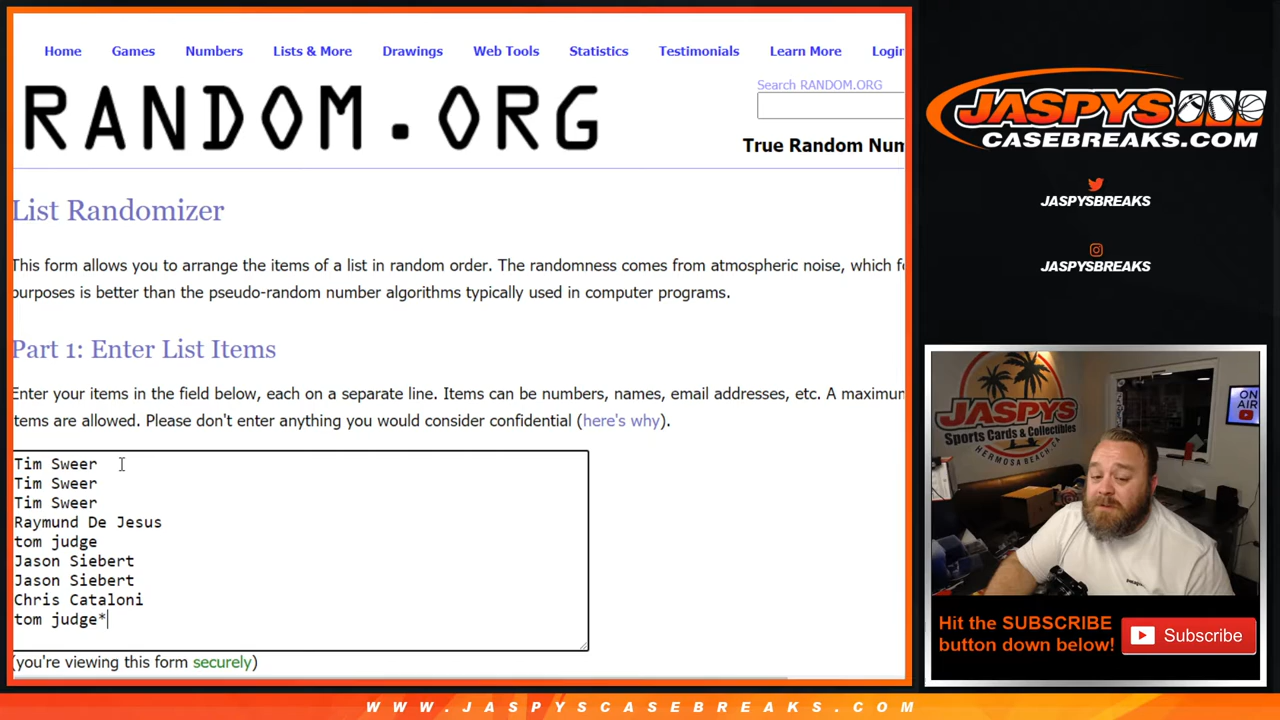 Home Games Numbers Lists & More Drawings Web Tools Statistics Testimonials Learn More Login
Search RANDOM.ORG
RANDOM.ORG
True Random Num
List Randomizer
This form allows you to arrange the items of a list in random order. The randomness comes from atmospheric noise, which f
purposes is better than the pseudo-random number algorithms typically used in computer programs.
Part 1: Enter List Items
Enter your items in the field below, each on a separate line. Items can be numbers, names, email addresses, etc. A maximum
items are allowed. Please don't enter anything you would consider confidential (here's why).
Tim Sweer
Tim Sweer
Tim Sweer
Raymund De Jesus
tom judge
Jason Siebert
Jason Siebert
Chris Cataloni
tom judge*
(you're viewing this form securely)
JASPYS
CASEBREAKS.COM
JASPYSBREAKS
JASPYSBREAKS
JASPYS
Sports Cards & Collectibles
HERMOSA BEACH, CA
ON
AIR
Hit the SUBSCRIBE
button down below!
Subscribe
WWW.JASPYSCASEBREAKS.COM